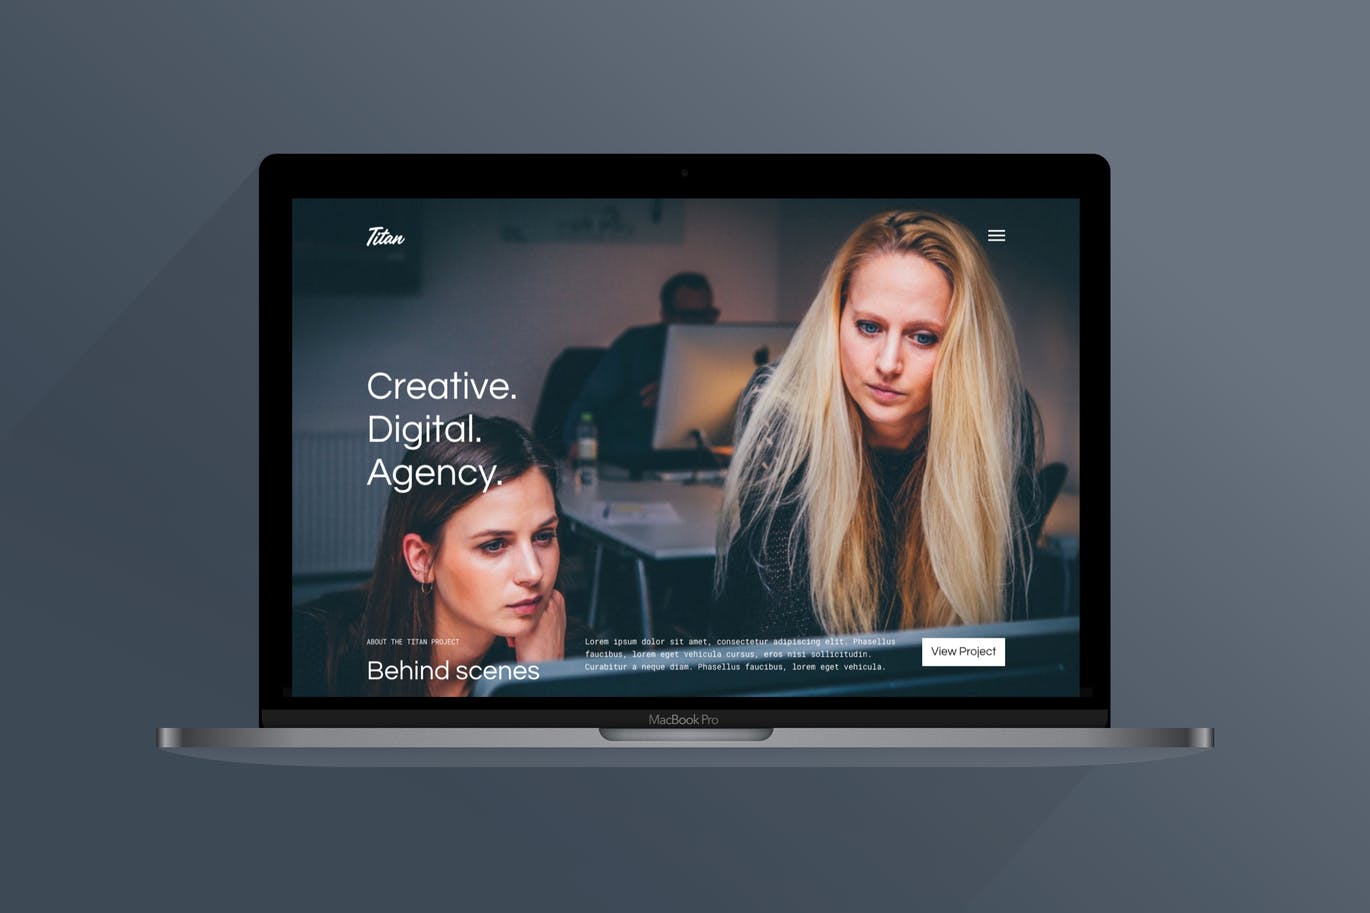 Titan
Creative.
Digital.
Agency.
ABOUT THE TITAN PROJECT
Behind scenes
Lorem ipsum dolor sit amet, consectetur adipiscing elit. Phasellus
faucibus, lorem eget vehicula cursus, eros nisi sollicitudin.
Curabitur a neque diam. Phasellus faucibus, lorem eget vehicula.
View Project
MacBook Pro